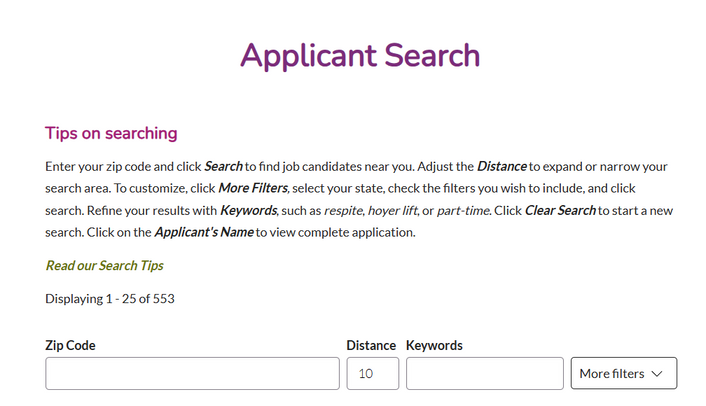 Applicant Search
Tips on searching
Enter your zip code and click Search to find job candidates near you. Adjust the Distance to expand or narrow your
search area. To customize, click More Filters, select your state, check the filters you wish to include, and click
search. Refine your results with Keywords, such as respite, hoyer lift, or part-time. Click Clear Search to start a new
search. Click on the Applicant's Name to view complete application.
Read our Search Tips
Displaying 1 - 25 of 553
Zip Code Distance Keywords
10 More filters